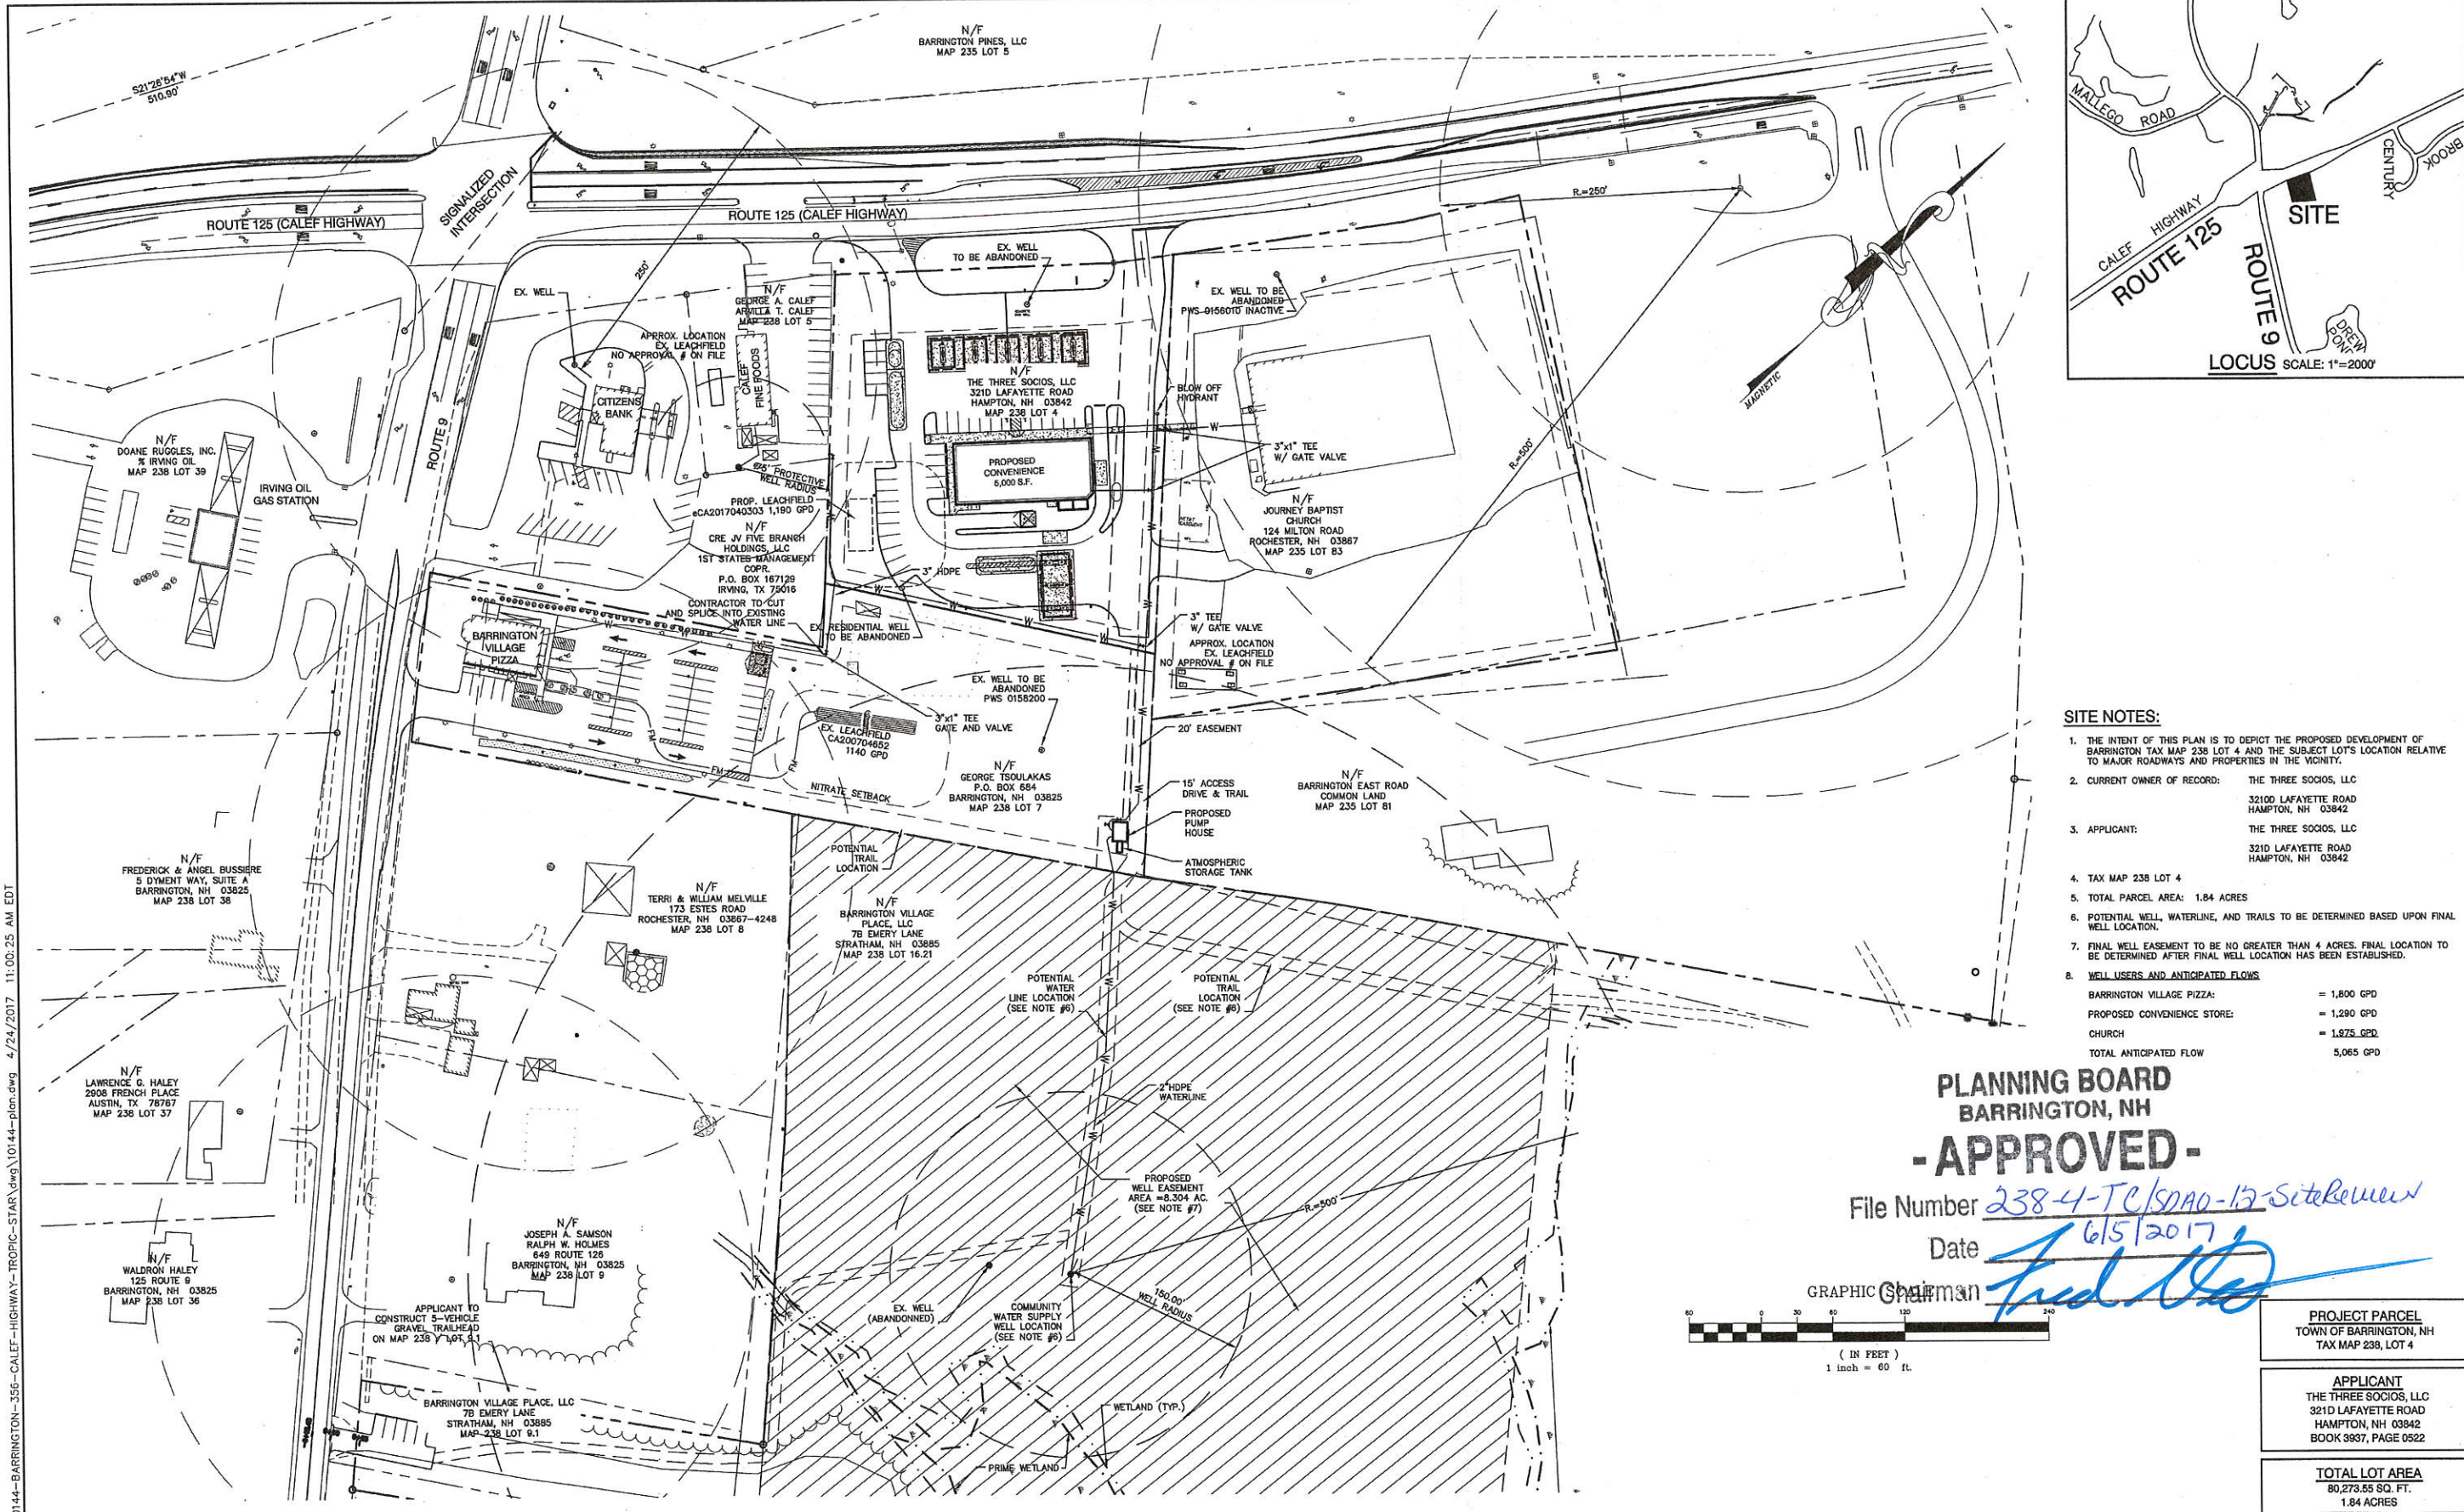 N/F
BARRINGTON PINES, LLC
MAP 235 LOT 5
S21°26'54"W
510.90'
SIGNALIZED
INTERSECTION
ROUTE 125 (CALEF HIGHWAY)
ROUTE 125 (CALEF HIGHWAY)
250'
R.=250'
MALLEGO ROAD
CENTURY
BROOK
CALEF HIGHWAY
ROUTE 125
ROUTE 9
SITE
DREW
POND
LOCUS SCALE: 1"=2000'
MAGNETIC
EX. WELL
TO BE ABANDONED
EX. WELL
N/F
GEORGE A. CALEF
ARVILLA T. CALEF
MAP 238 LOT 5
APPROX. LOCATION
EX. LEACHFIELD
NO APPROVAL # ON FILE
CALEF
FINE FOODS
CITIZENS
BANK
EX. WELL TO BE
ABANDONED
PWS 0156010 INACTIVE
N/F
THE THREE SOCIOS, LLC
321D LAFAYETTE ROAD
HAMPTON, NH 03842
MAP 238 LOT 4
BLOW OFF
HYDRANT
3"x1" TEE
W/ GATE VALVE
PROPOSED
CONVENIENCE
5,000 S.F.
R.=500'
N/F
JOURNEY BAPTIST
CHURCH
124 MILTON ROAD
ROCHESTER, NH 03867
MAP 235 LOT 83
N/F
DOANE RUGGLES, INC.
% IRVING OIL
MAP 238 LOT 39
IRVING OIL
GAS STATION
ROUTE 9
75' PROTECTIVE
WELL RADIUS
PROP. LEACHFIELD
eCA2017040303 1,190 GPD
N/F
CRE JV FIVE BRANCH
HOLDINGS, LLC
1ST STATES MANAGEMENT
COPR.
P.O. BOX 167129
IRVING, TX 75016
CONTRACTOR TO CUT
AND SPLICE INTO EXISTING
WATER LINE
3" HDPE
EX. RESIDENTIAL WELL
TO BE ABANDONED
BARRINGTON
VILLAGE
PIZZA
3" TEE
W/ GATE VALVE
APPROX. LOCATION
EX. LEACHFIELD
NO APPROVAL # ON FILE
EX. WELL TO BE
ABANDONED
PWS 0158200
3"x1" TEE
GATE AND VALVE
20' EASEMENT
EX. LEACHFIELD
CA200704652
1140 GPD
NITRATE SETBACK
N/F
GEORGE TSOULAKAS
P.O. BOX 684
BARRINGTON, NH 03825
MAP 238 LOT 7
15' ACCESS
DRIVE & TRAIL
PROPOSED
PUMP
HOUSE
ATMOSPHERIC
STORAGE TANK
N/F
BARRINGTON EAST ROAD
COMMON LAND
MAP 235 LOT 81
POTENTIAL
TRAIL
LOCATION
N/F
FREDERICK & ANGEL BUSSIERE
5 DYMENT WAY, SUITE A
BARRINGTON, NH 03825
MAP 238 LOT 38
N/F
TERRI & WILLIAM MELVILLE
173 ESTES ROAD
ROCHESTER, NH 03867-4248
MAP 238 LOT 8
N/F
BARRINGTON VILLAGE
PLACE, LLC
7B EMERY LANE
STRATHAM, NH 03885
MAP 238 LOT 16.21
POTENTIAL
WATER
LINE LOCATION
(SEE NOTE #6)
POTENTIAL
TRAIL
LOCATION
(SEE NOTE #6)
2" HDPE
WATERLINE
N/F
LAWRENCE G. HALEY
2908 FRENCH PLACE
AUSTIN, TX 78767
MAP 238 LOT 37
PROPOSED
WELL EASEMENT
AREA =8.304 AC.
(SEE NOTE #7)
R.=500'
N/F
JOSEPH A. SAMSON
RALPH W. HOLMES
649 ROUTE 126
BARRINGTON, NH 03825
MAP 238 LOT 9
N/F
WALDRON HALEY
125 ROUTE 9
BARRINGTON, NH 03825
MAP 238 LOT 36
APPLICANT TO
CONSTRUCT 5-VEHICLE
GRAVEL TRAILHEAD
ON MAP 238 LOT 9.1
EX. WELL
(ABANDONNED)
COMMUNITY
WATER SUPPLY
WELL LOCATION
(SEE NOTE #6)
150.00'
WELL RADIUS
BARRINGTON VILLAGE PLACE, LLC
7B EMERY LANE
STRATHAM, NH 03885
MAP 238 LOT 9.1
WETLAND (TYP.)
PRIME WETLAND
SITE NOTES:
1. THE INTENT OF THIS PLAN IS TO DEPICT THE PROPOSED DEVELOPMENT OF
BARRINGTON TAX MAP 238 LOT 4 AND THE SUBJECT LOT'S LOCATION RELATIVE
TO MAJOR ROADWAYS AND PROPERTIES IN THE VICINITY.
2. CURRENT OWNER OF RECORD: THE THREE SOCIOS, LLC
3210D LAFAYETTE ROAD
HAMPTON, NH 03842
3. APPLICANT: THE THREE SOCIOS, LLC
321D LAFAYETTE ROAD
HAMPTON, NH 03842
4. TAX MAP 238 LOT 4
5. TOTAL PARCEL AREA: 1.84 ACRES
6. POTENTIAL WELL, WATERLINE, AND TRAILS TO BE DETERMINED BASED UPON FINAL
WELL LOCATION.
7. FINAL WELL EASEMENT TO BE NO GREATER THAN 4 ACRES. FINAL LOCATION TO
BE DETERMINED AFTER FINAL WELL LOCATION HAS BEEN ESTABLISHED.
8. WELL USERS AND ANTICIPATED FLOWS
BARRINGTON VILLAGE PIZZA: = 1,800 GPD
PROPOSED CONVENIENCE STORE: = 1,290 GPD
CHURCH = 1,975 GPD
TOTAL ANTICIPATED FLOW 5,065 GPD
PLANNING BOARD
BARRINGTON, NH
-APPROVED-
File Number 238-4-TC/SDAO-12-SiteReview
Date 6/5/2017
Chairman
GRAPHIC SCALE
60 0 30 60 120 240
( IN FEET )
1 inch = 60 ft.
PROJECT PARCEL
TOWN OF BARRINGTON, NH
TAX MAP 238, LOT 4
APPLICANT
THE THREE SOCIOS, LLC
321D LAFAYETTE ROAD
HAMPTON, NH 03842
BOOK 3937, PAGE 0522
TOTAL LOT AREA
80,273.55 SQ. FT.
1.84 ACRES
0144-BARRINGTON-356-CALEF-HIGHWAY-TROPIC-STAR\dwg\10144-plan.dwg 4/24/2017 11:00:25 AM EDT